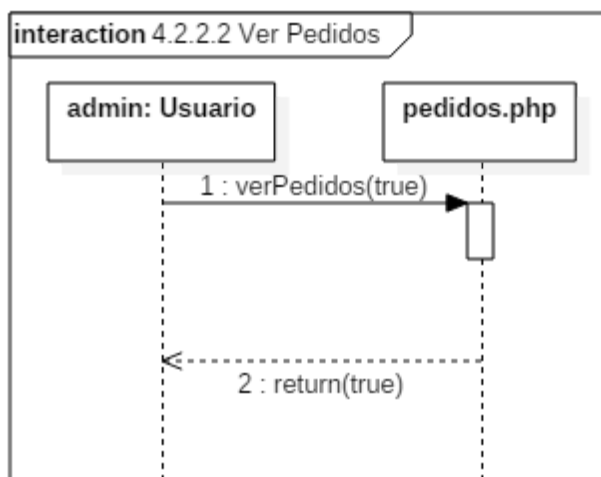 interaction 4.2.2.2 Ver Pedidos
admin: Usuario
pedidos.php
1 : verPedidos(true)
2 : return(true)